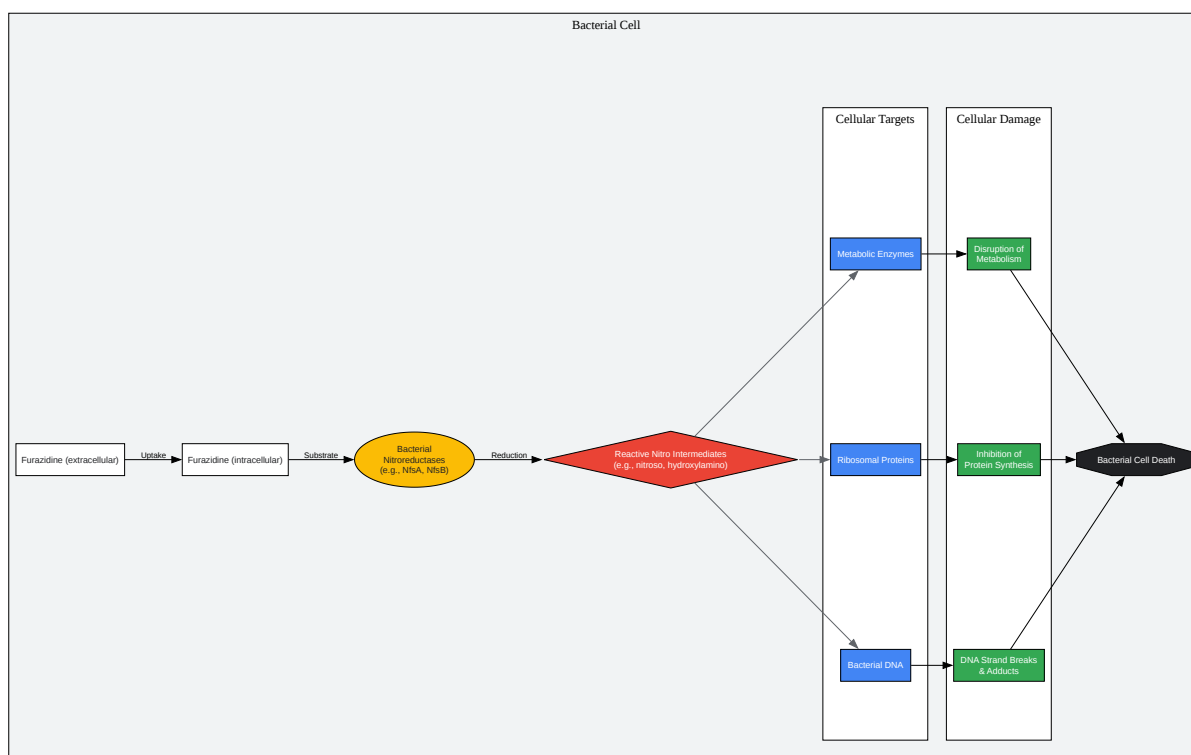 Bacterial Cell
Cellular Targets
Cellular Damage
Metabolic Enzymes
Disruption of
Metabolism
Furazidine (extracellular)
Uptake
Furazidine (intracellular)
Substrate
Bacterial
Nitroreductases
(e.g., NfsA, NfsB)
Reduction
Reactive Nitro Intermediates
(e.g., nitroso, hydroxylamino)
Ribosomal Proteins
Inhibition of
Protein Synthesis
Bacterial Cell Death
Bacterial DNA
DNA Strand Breaks
& Adducts